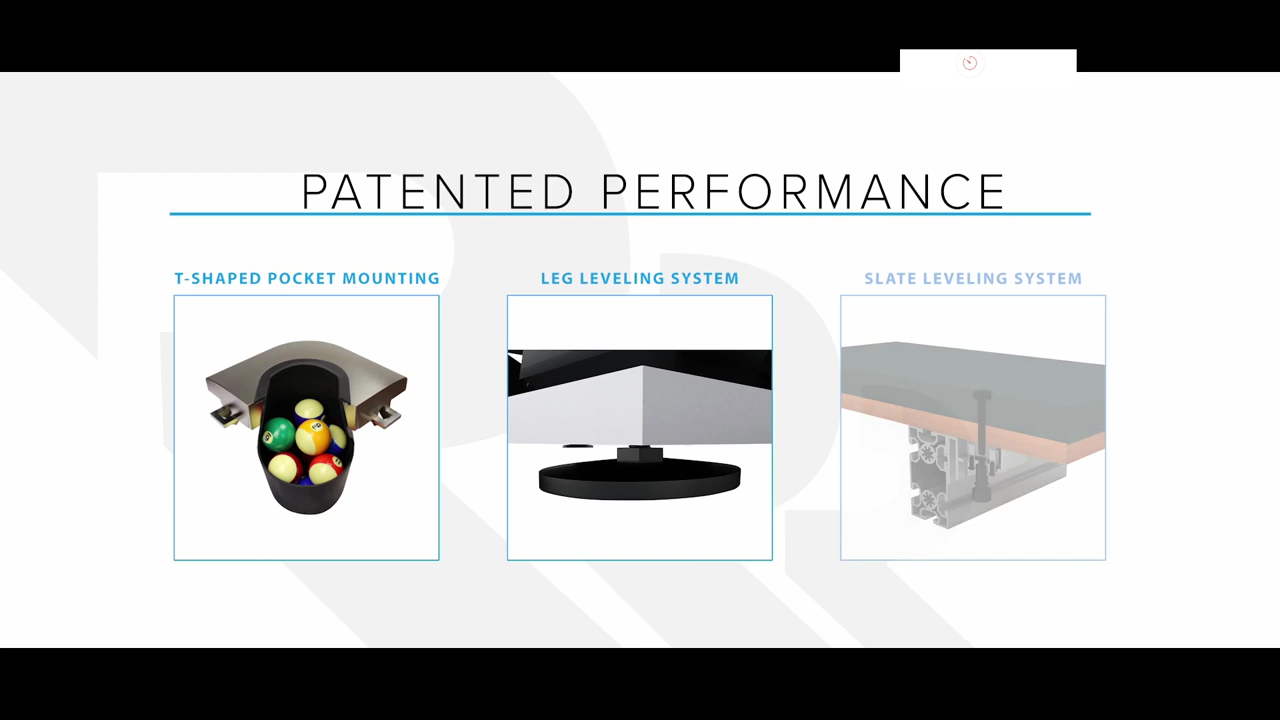 PATENTED PERFORMANCE
T-SHAPED POCKET MOUNTING
LEG LEVELING SYSTEM
SLATE LEVELING SYSTEM